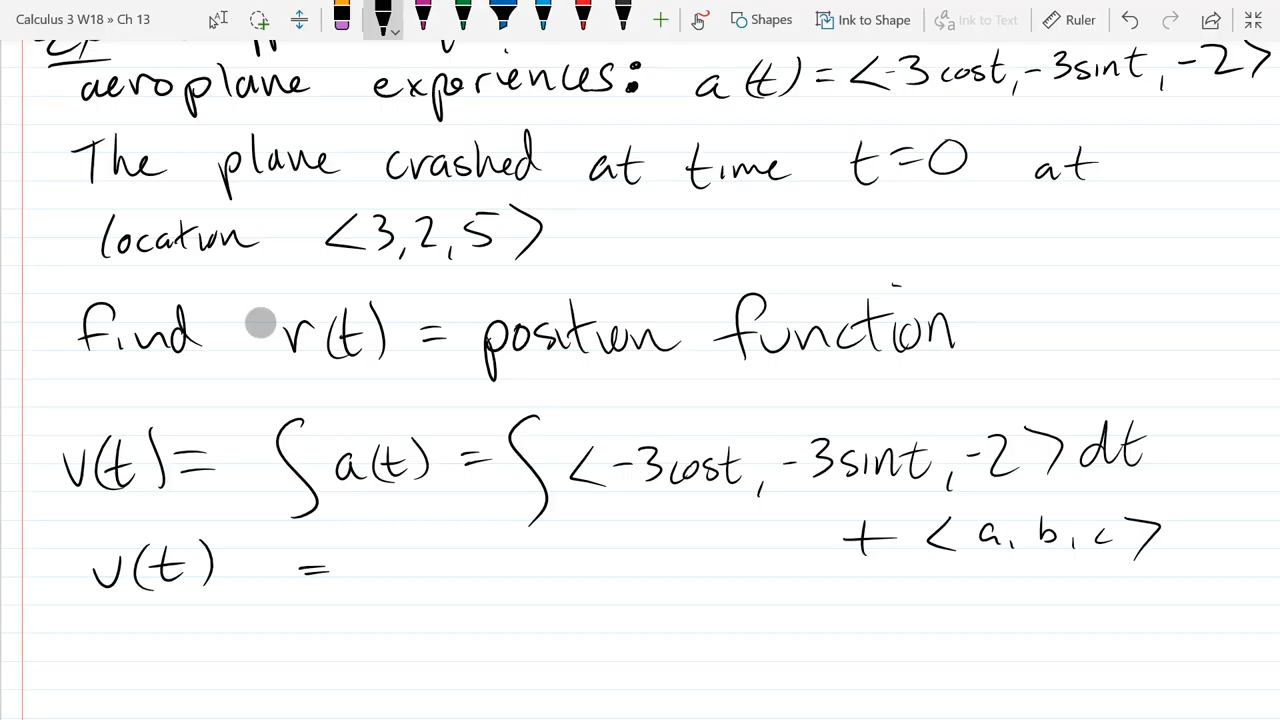 Calculus 3 W18 » Ch 13
Shapes
Ink to Shape
Ink to Text
Ruler
aeroplane experiences: a(t) = <-3cost, -3sint, -2>
The plane crashed at time t=0 at
location <3,2,5>
find r(t) = position function
v(t) = ∫ a(t) = ∫ <-3cost, -3sint, -2> dt
+ <a, b, c>
v(t) =